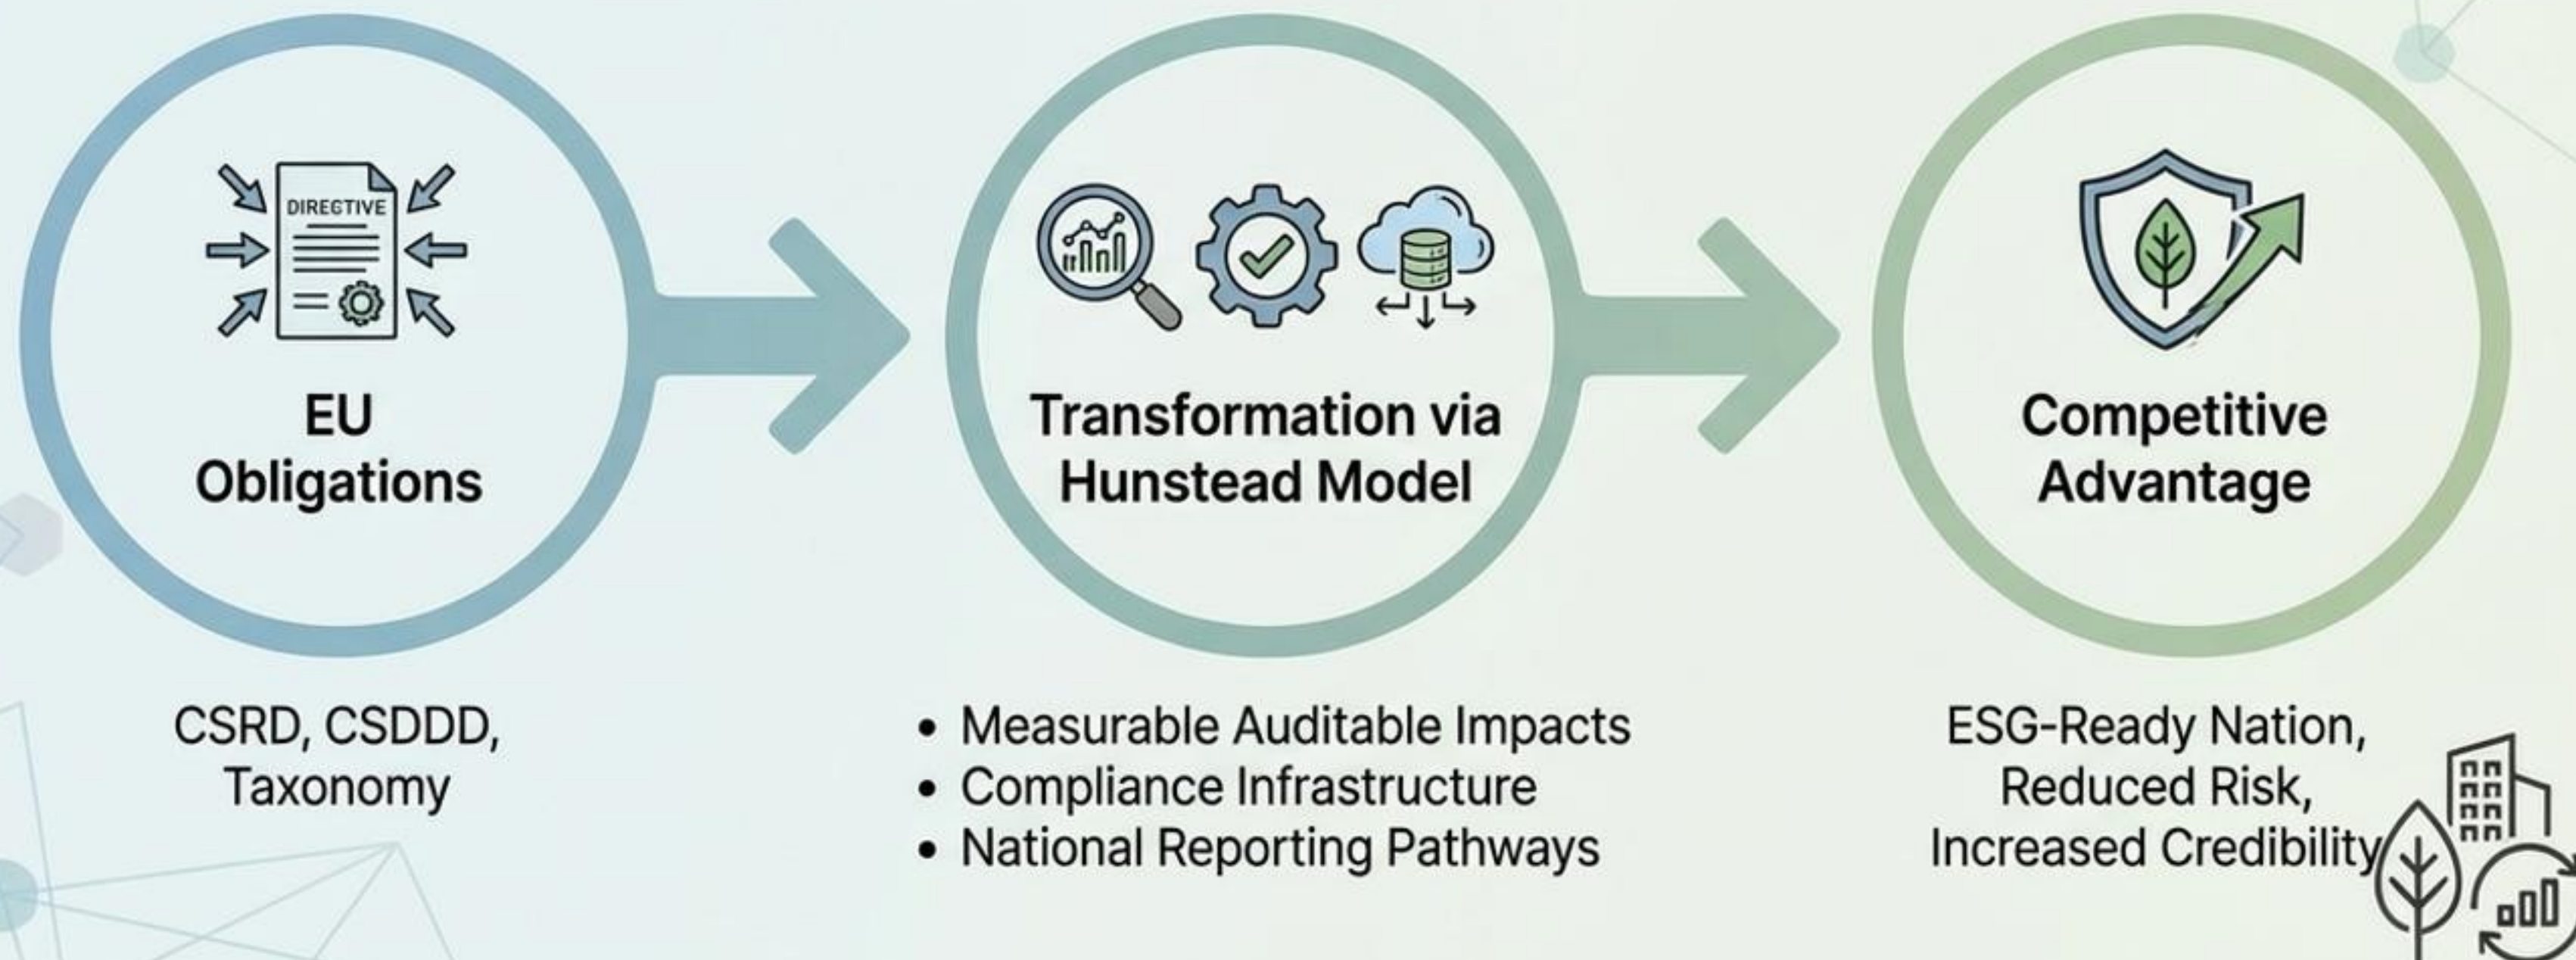 DIRECTIVE
EU
Obligations
CSRD, CSDDD,
Taxonomy
Transformation via
Hunstead Model
• Measurable Auditable Impacts
• Compliance Infrastructure
• National Reporting Pathways
Competitive
Advantage
ESG-Ready Nation,
Reduced Risk,
Increased Credibility